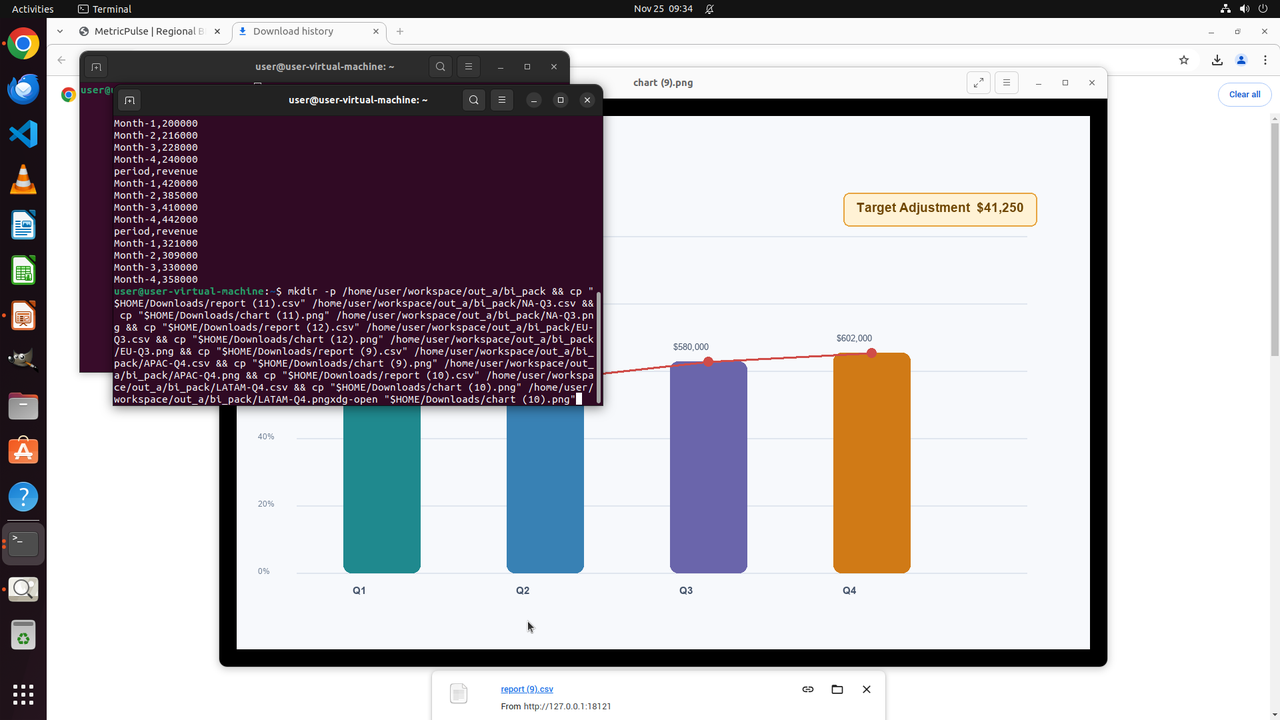 Activities
Terminal
Nov 25 09:34
MetricPulse | Regional B
Download history
user@user-virtual-machine: ~
chart (9).png
Clear all
user@u
user@user-virtual-machine: ~
Month-1,200000
Month-2,216000
Month-3,228000
Month-4,240000
period,revenue
Month-1,420000
Month-2,385000
Month-3,410000
Month-4,442000
period,revenue
Month-1,321000
Month-2,309000
Month-3,330000
Month-4,358000
user@user-virtual-machine:~$ mkdir -p /home/user/workspace/out_a/bi_pack && cp "
$HOME/Downloads/report (11).csv" /home/user/workspace/out_a/bi_pack/NA-Q3.csv &&
cp "$HOME/Downloads/chart (11).png" /home/user/workspace/out_a/bi_pack/NA-Q3.pn
g && cp "$HOME/Downloads/report (12).csv" /home/user/workspace/out_a/bi_pack/EU-
Q3.csv && cp "$HOME/Downloads/chart (12).png" /home/user/workspace/out_a/bi_pack
/EU-Q3.png && cp "$HOME/Downloads/report (9).csv" /home/user/workspace/out_a/bi_
pack/APAC-Q4.csv && cp "$HOME/Downloads/chart (9).png" /home/user/workspace/out_
a/bi_pack/APAC-Q4.png && cp "$HOME/Downloads/report (10).csv" /home/user/workspa
ce/out_a/bi_pack/LATAM-Q4.csv && cp "$HOME/Downloads/chart (10).png" /home/user/
workspace/out_a/bi_pack/LATAM-Q4.pngxdg-open "$HOME/Downloads/chart (10).png"
Target Adjustment $41,250
$580,000
$602,000
40%
20%
0%
Q1
Q2
Q3
Q4
report (9).csv
From http://127.0.0.1:18121